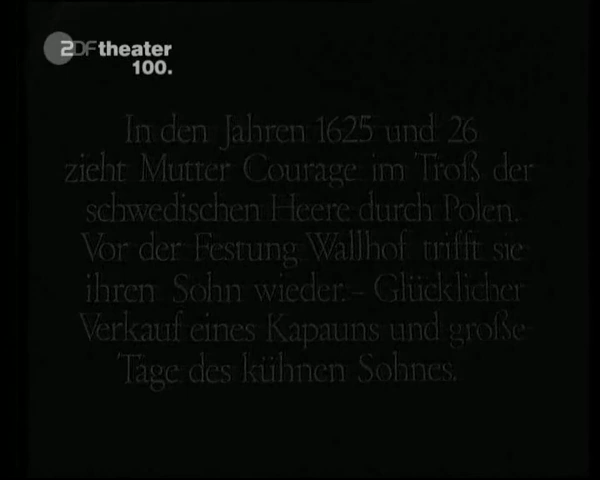 ZDFtheater
100.
In den Jahren 1625 und 26
zieht Mutter Courage im Troß der
schwedischen Heere durch Polen.
Vor der Festung Wallhof trifft sie
ihren Sohn wieder.– Glücklicher
Verkauf eines Kapauns und große
Tage des kühnen Sohnes.